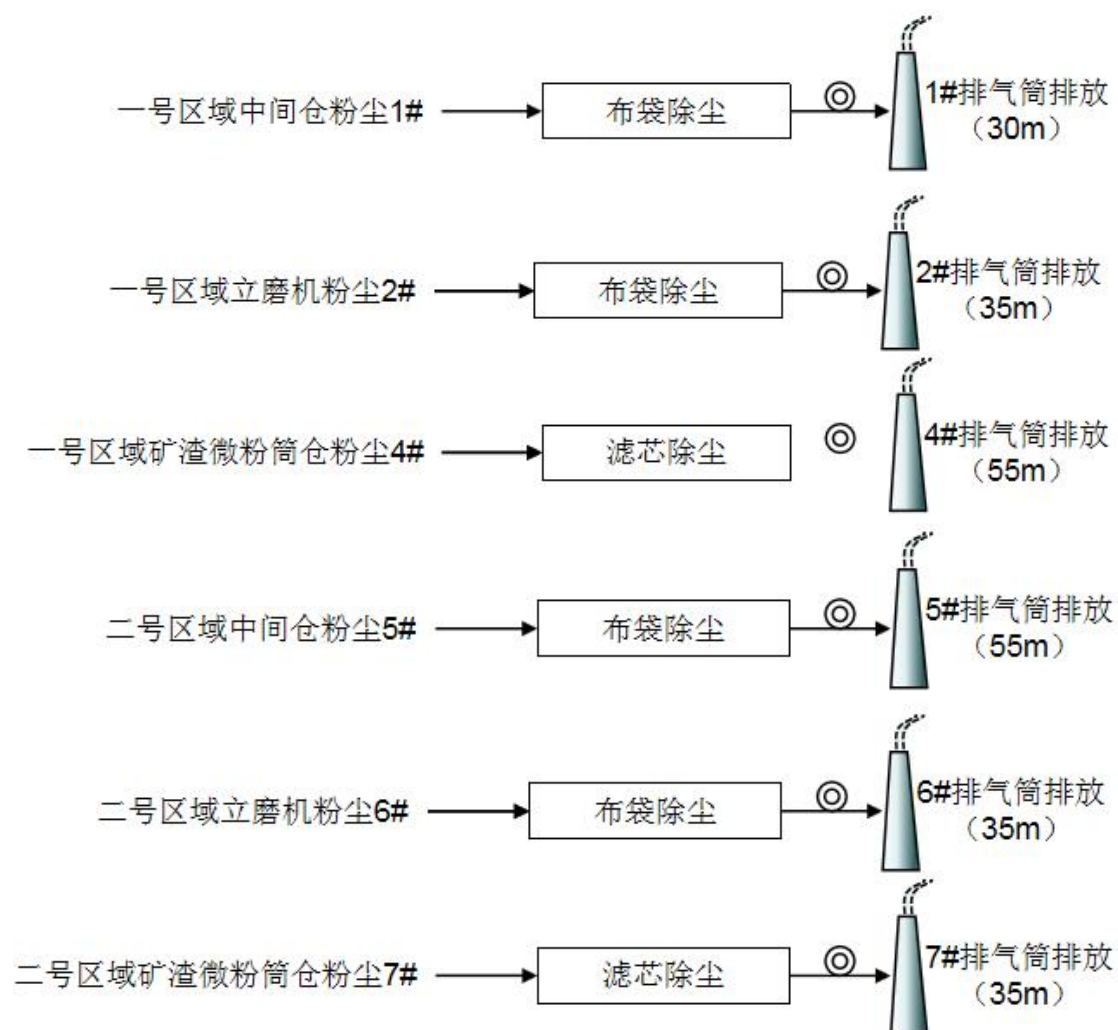 一号区域中间仓粉尘1#
布袋除尘
1#排气筒排放
（30m）
一号区域立磨机粉尘2#
布袋除尘
2#排气筒排放
（35m）
一号区域矿渣微粉筒仓粉尘4#
滤芯除尘
4#排气筒排放
（55m）
二号区域中间仓粉尘5#
布袋除尘
5#排气筒排放
（55m）
二号区域立磨机粉尘6#
布袋除尘
6#排气筒排放
（35m）
二号区域矿渣微粉筒仓粉尘7#
滤芯除尘
7#排气筒排放
（35m）